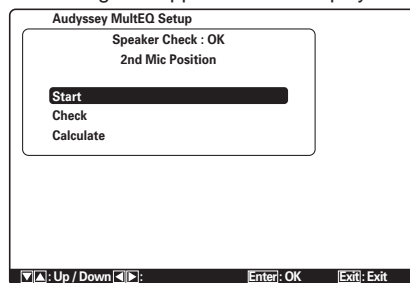 Audyssey MultEQ Setup
Speaker Check : OK
2nd Mic Position
Start
Check
Calculate
▼▲: Up / Down ◀▶: Enter: OK Exit: Exit